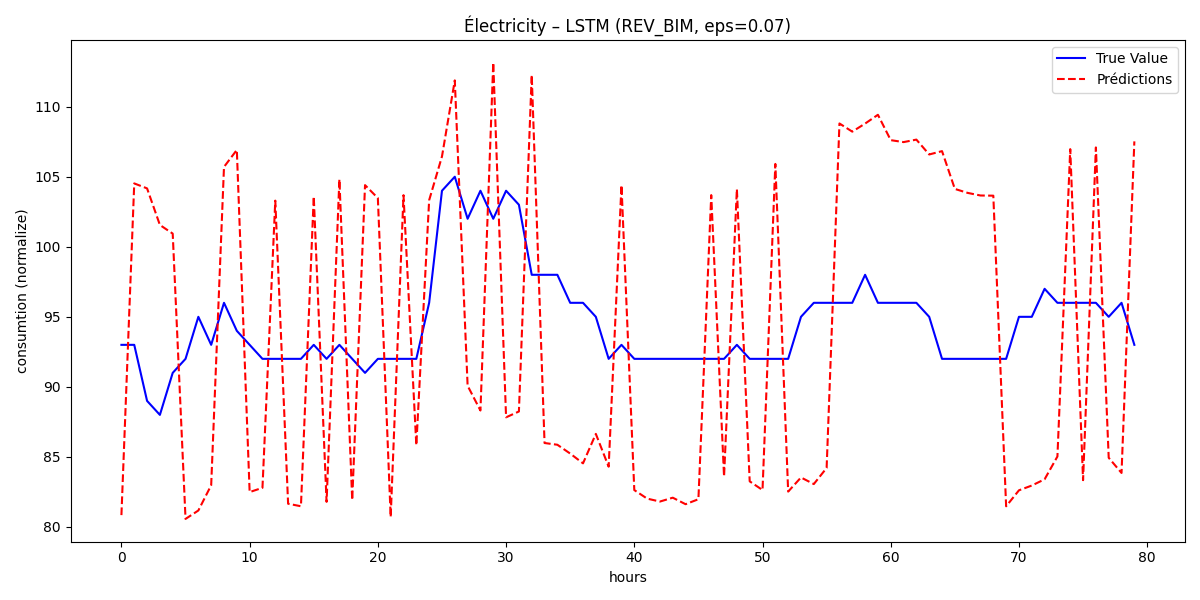 Électricity – LSTM (REV_BIM, eps=0.07)
True Value
Prédictions
consumtion (normalize)
110
105
100
95
90
85
80
0 10 20 30 40 50 60 70 80
hours